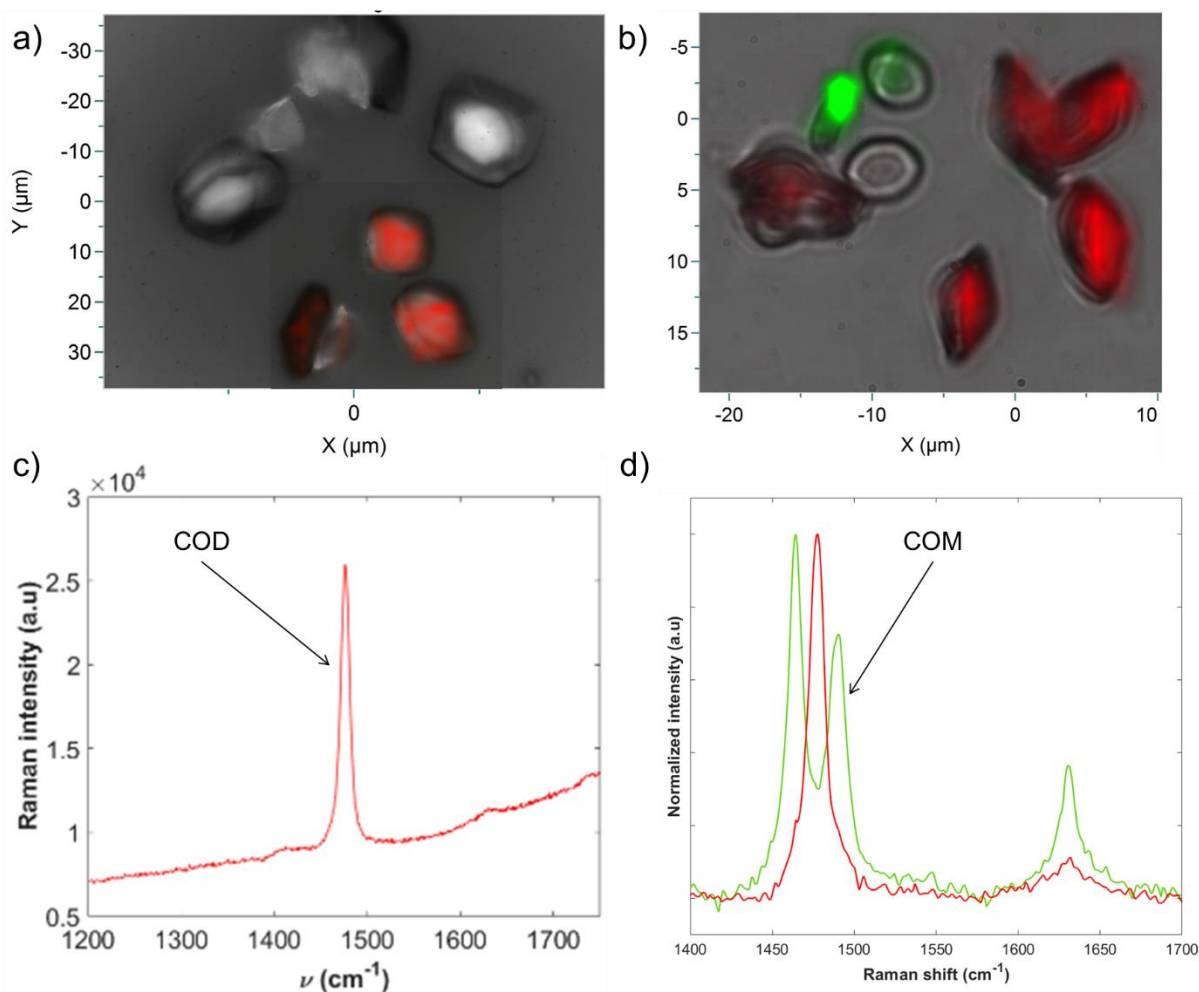 a)
-30
-20
-10
0
10
20
30
Y (µm)
0
X (µm)
b)
-5
0
5
10
15
-20
-10
0
10
X (µm)
c)
×10⁴
3
2.5
2
1.5
1
0.5
COD
Raman intensity (a.u)
1200
1300
1400
1500
1600
1700
ν (cm⁻¹)
d)
COM
Normalized intensity (a.u)
1400
1450
1500
1550
1600
1650
1700
Raman shift (cm⁻¹)